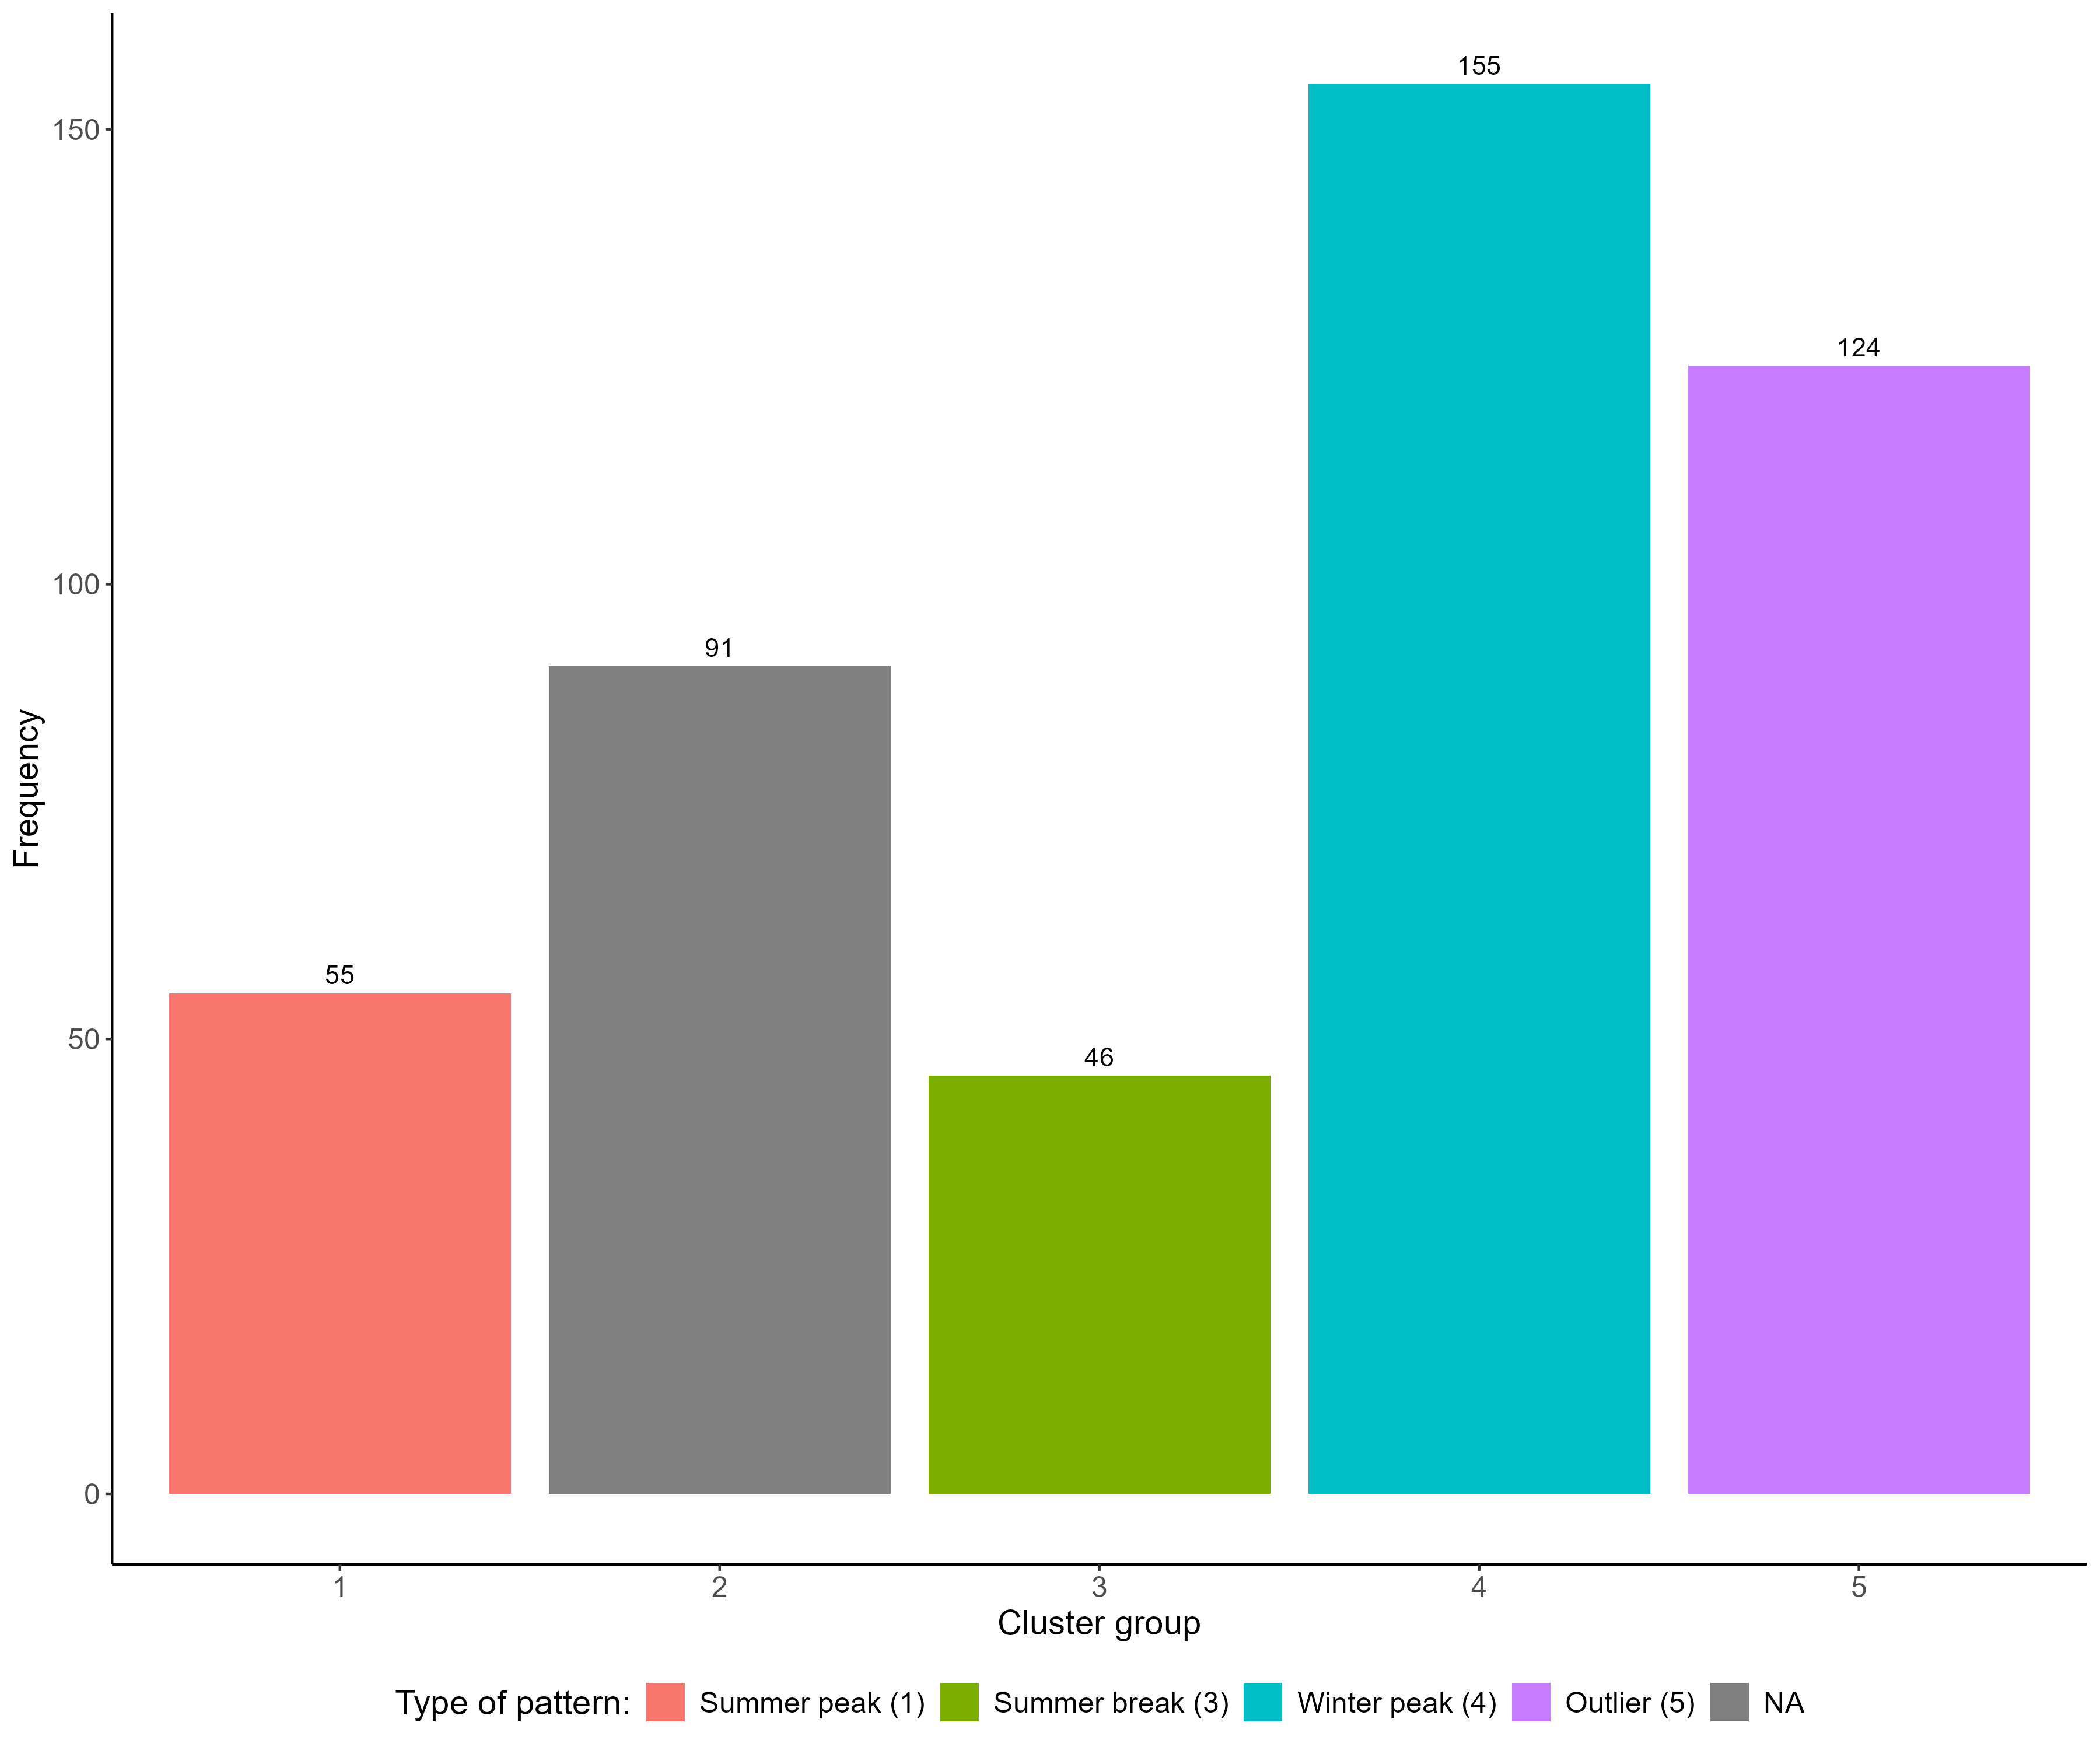 155
150
124
100
91
55
50
46
0
Frequency
1 2 3 4 5
Cluster group
Type of pattern: Summer peak (1) Summer break (3) Winter peak (4) Outlier (5) NA